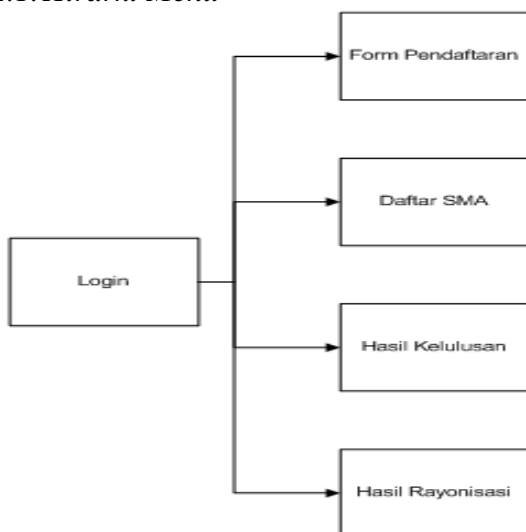 Form Pendaftaran
Daftar SMA
Login
Hasil Kelulusan
Hasil Rayonisasi